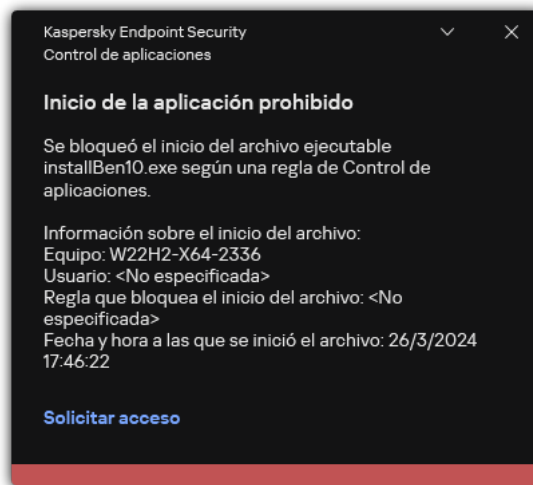 Kaspersky Endpoint Security
Control de aplicaciones
Inicio de la aplicación prohibido
Se bloqueó el inicio del archivo ejecutable
installBen10.exe según una regla de Control de
aplicaciones.
Información sobre el inicio del archivo:
Equipo: W22H2-X64-2336
Usuario: <No especificada>
Regla que bloquea el inicio del archivo: <No
especificada>
Fecha y hora a las que se inició el archivo: 26/3/2024
17:46:22
Solicitar acceso